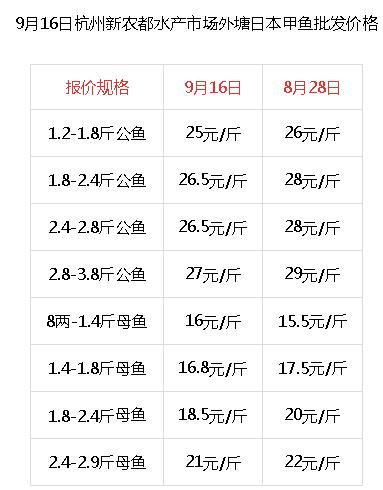 9月16日杭州新农都水产市场外塘日本甲鱼批发价格
报价规格 9月16日 8月28日
1.2-1.8斤公鱼 25元/斤 26元/斤
1.8-2.4斤公鱼 26.5元/斤 28元/斤
2.4-2.8斤公鱼 26.5元/斤 28元/斤
2.8-3.8斤公鱼 27元/斤 29元/斤
8两-1.4斤母鱼 16元/斤 15.5元/斤
1.4-1.8斤母鱼 16.8元/斤 17.5元/斤
1.8-2.4斤母鱼 18.5元/斤 20元/斤
2.4-2.9斤母鱼 21元/斤 22元/斤